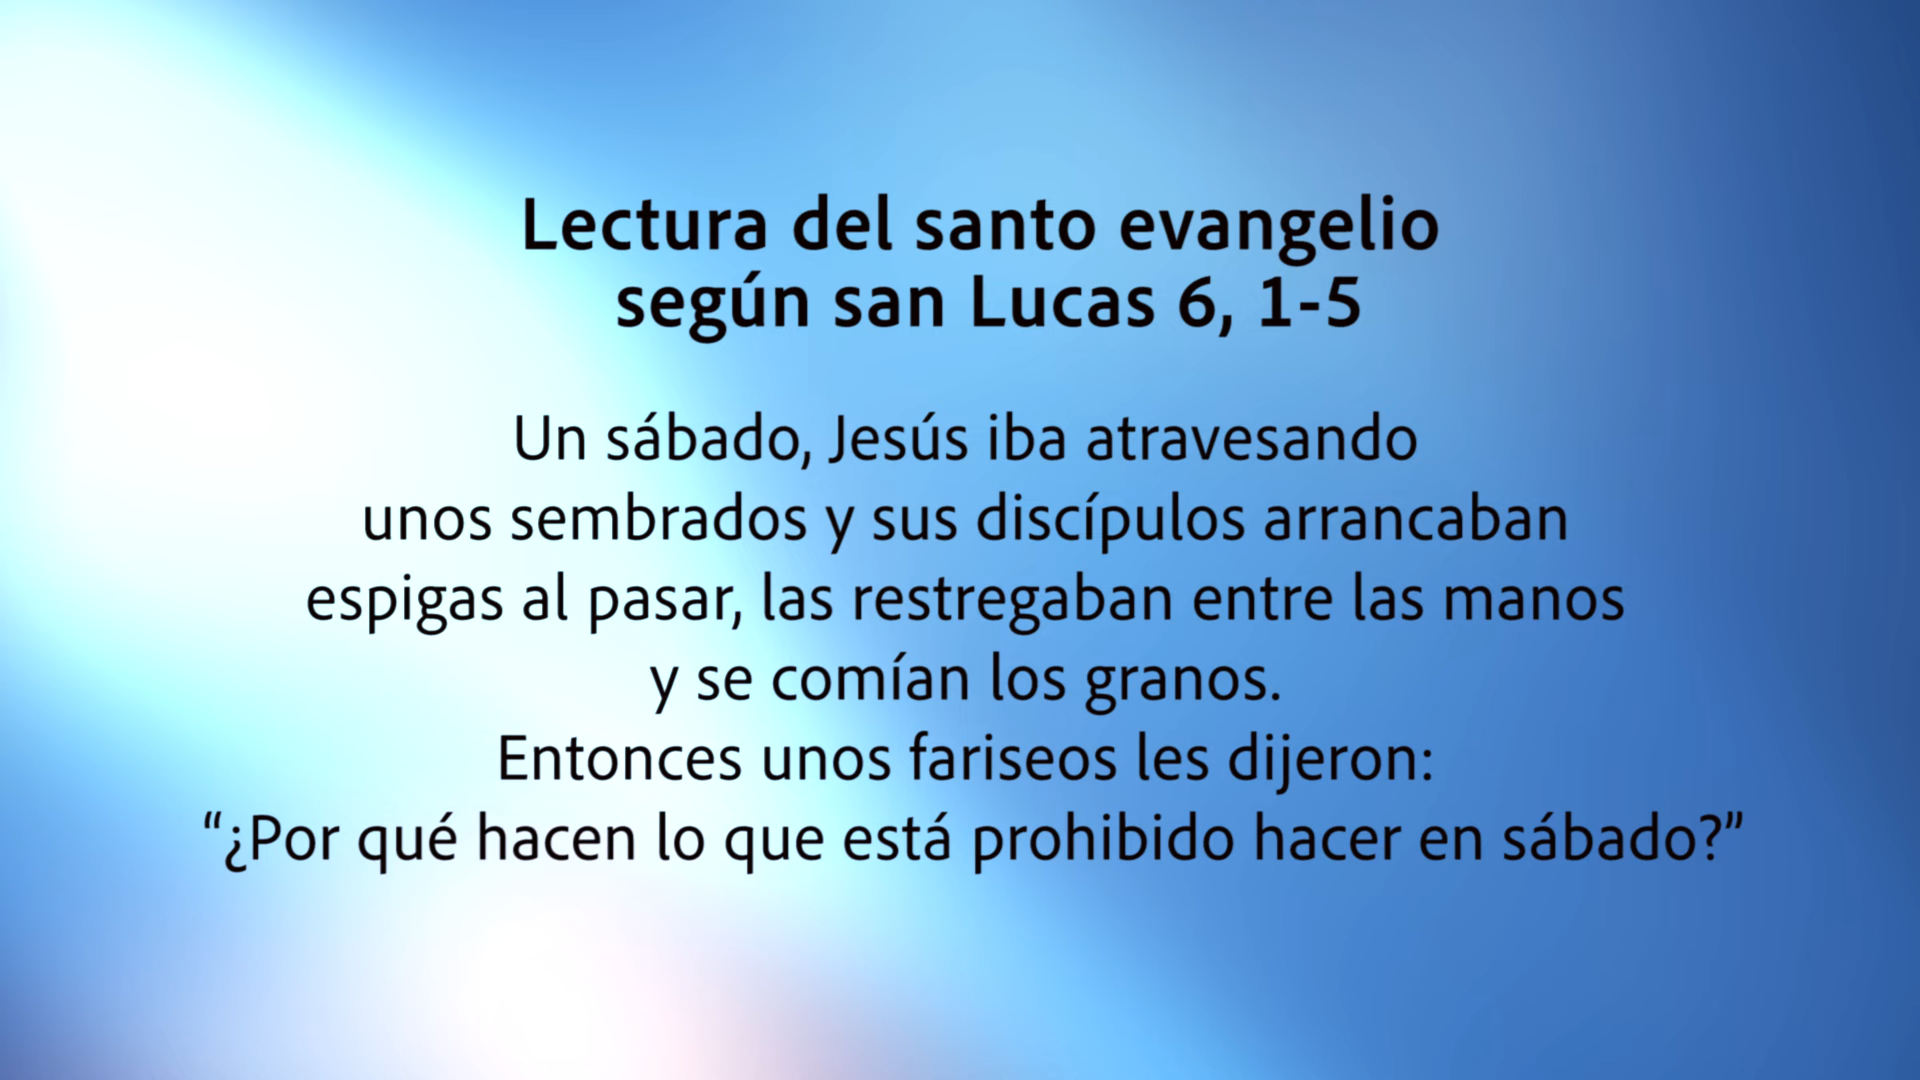 Lectura del santo evangelio
según san Lucas 6, 1-5
Un sábado, Jesús iba atravesando
unos sembrados y sus discípulos arrancaban
espigas al pasar, las restregaban entre las manos
y se comían los granos.
Entonces unos fariseos les dijeron:
“¿Por qué hacen lo que está prohibido hacer en sábado?”